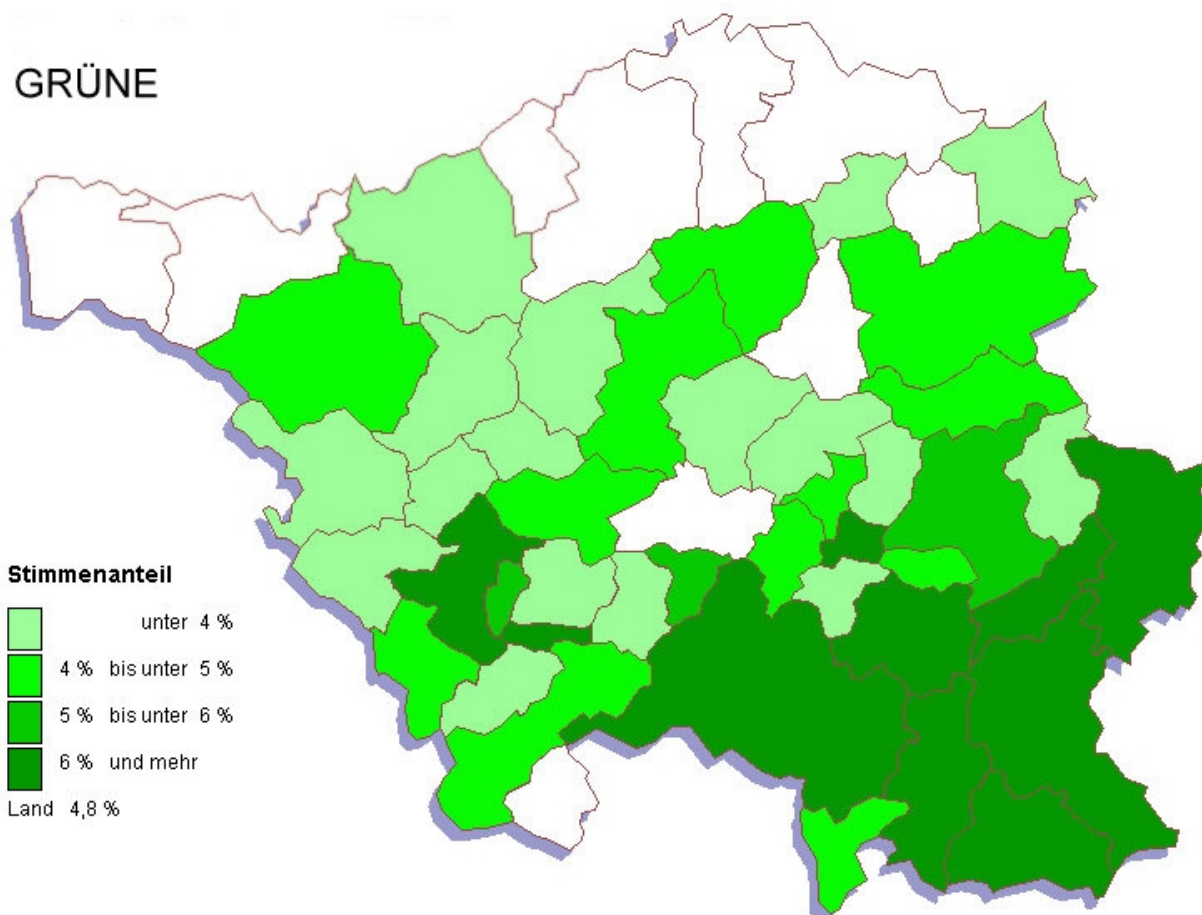 GRÜNE
Stimmenanteil
unter 4 %
4 % bis unter 5 %
5 % bis unter 6 %
6 % und mehr
Land 4,8 %